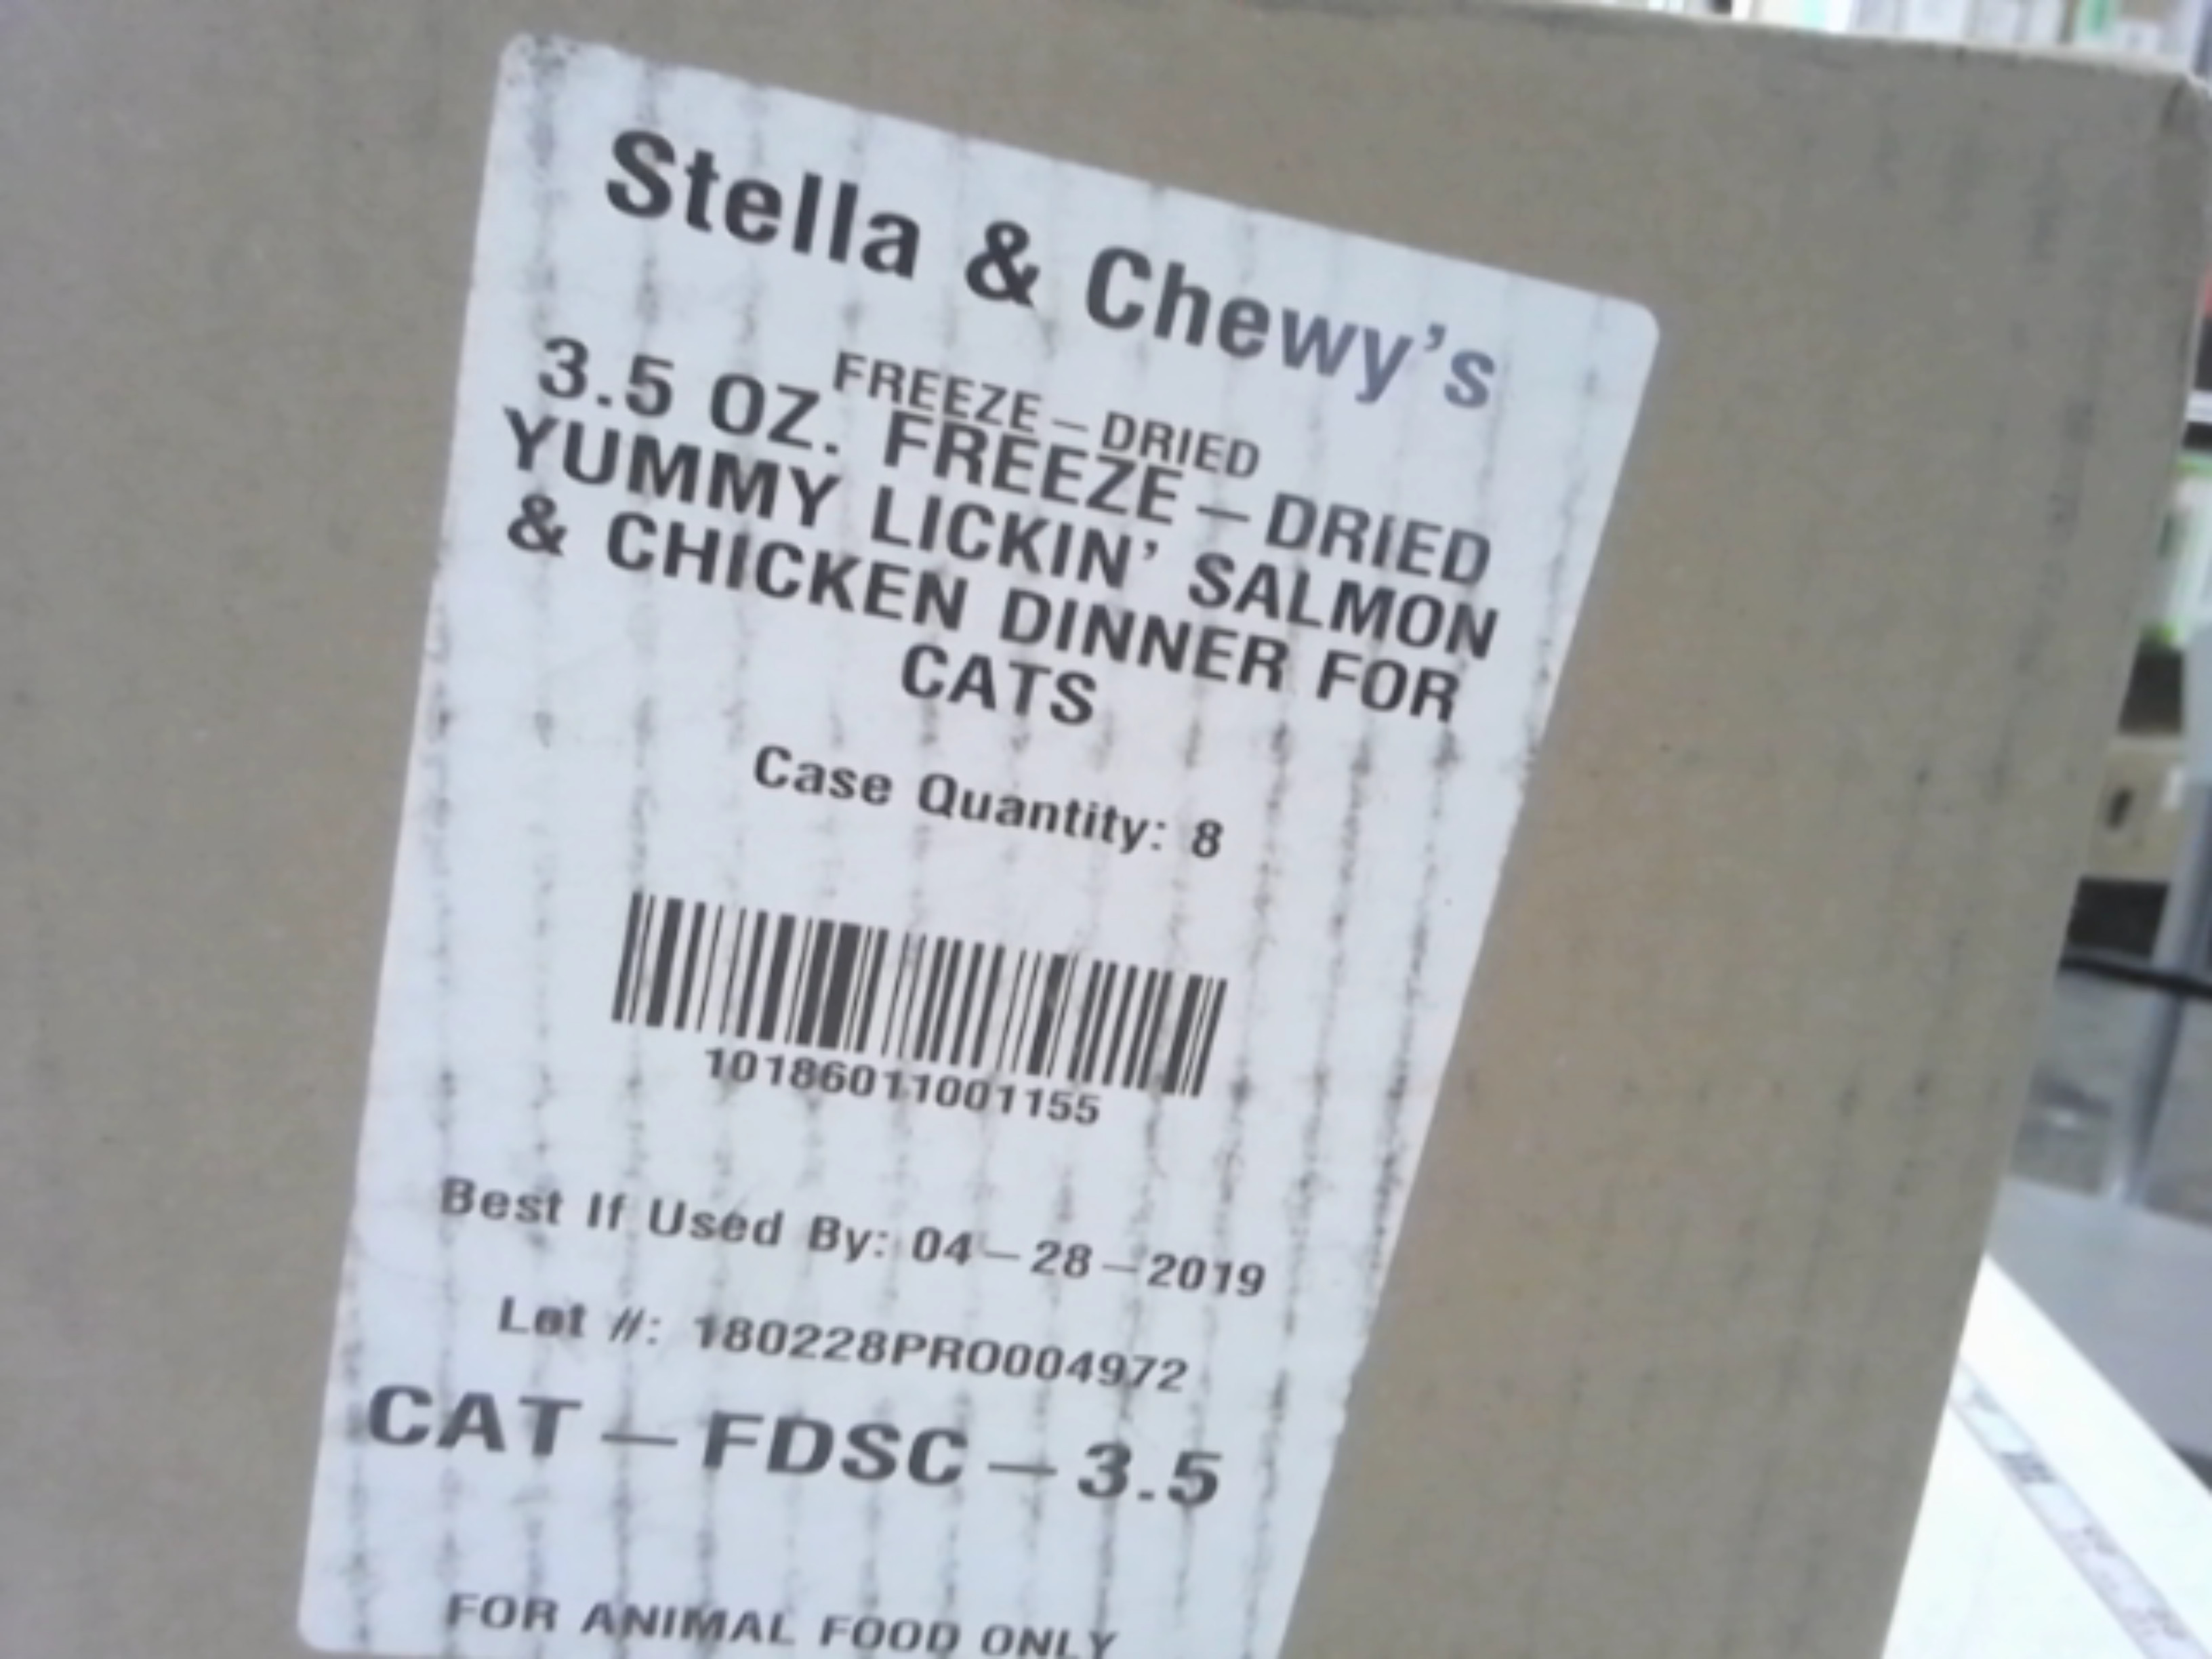 Stella & Chewy's
FREEZE-DRIED
3.5 OZ. FREEZE-DRIED
YUMMY LICKIN' SALMON
& CHICKEN DINNER FOR
CATS
Case Quantity: 8
10186011001155
Best If Used By: 04-28-2019
Lot #: 180228PRO004972
CAT-FDSC-3.5
FOR ANIMAL FOOD ONLY